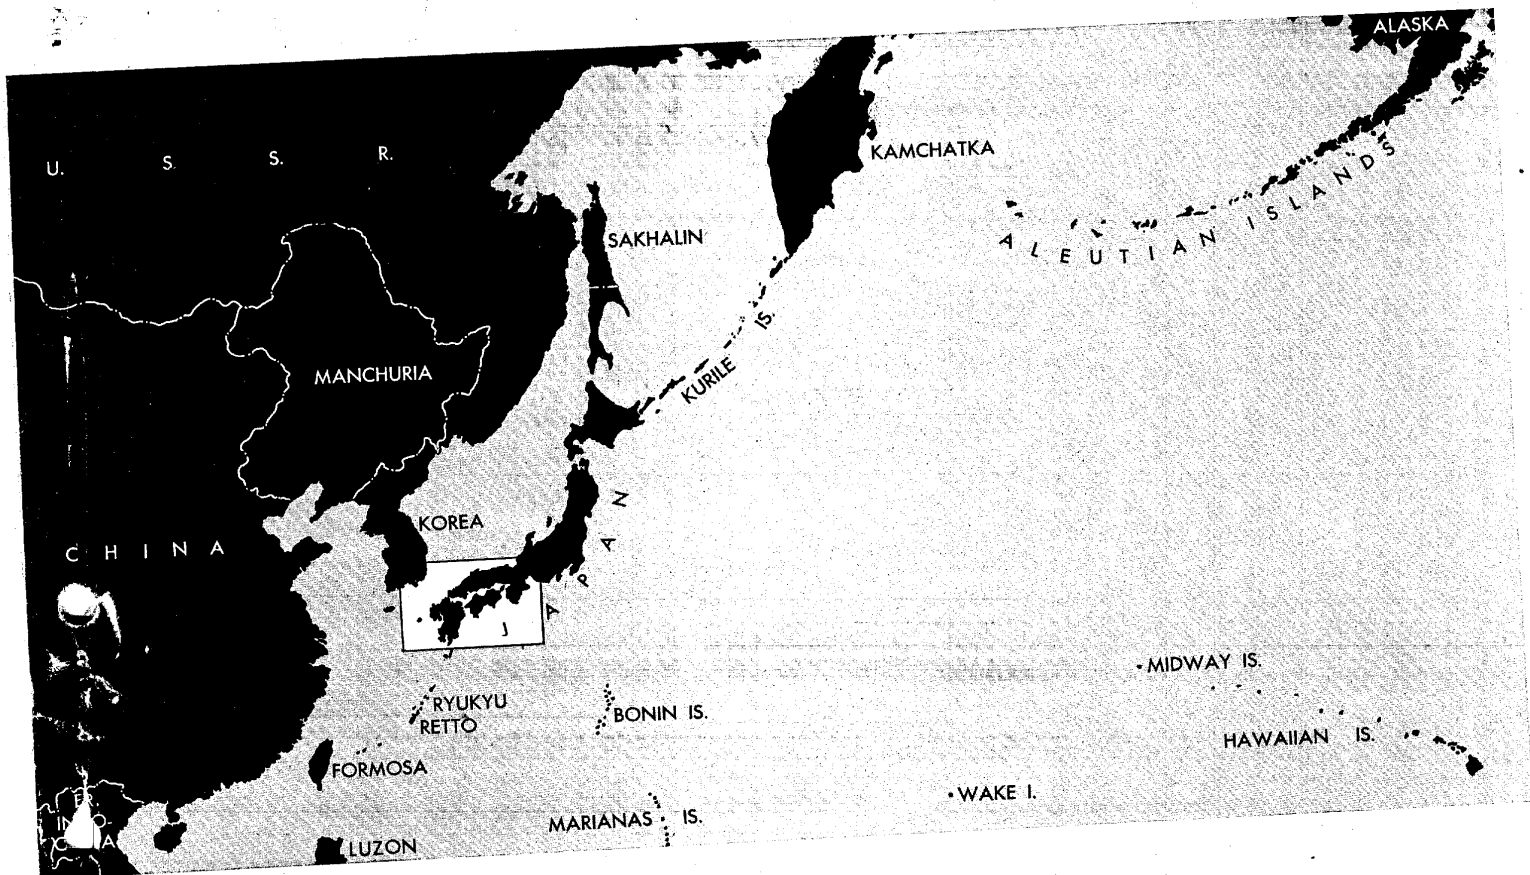 ALASKA
U. S. S. R.
KAMCHATKA
ALEUTIAN ISLANDS
SAKHALIN
KURILE IS.
MANCHURIA
KOREA
CHINA
JAPAN
MIDWAY IS.
RYUKYU
RETTO
BONIN IS.
HAWAIIAN IS.
FORMOSA
WAKE I.
MARIANAS IS.
LUZON